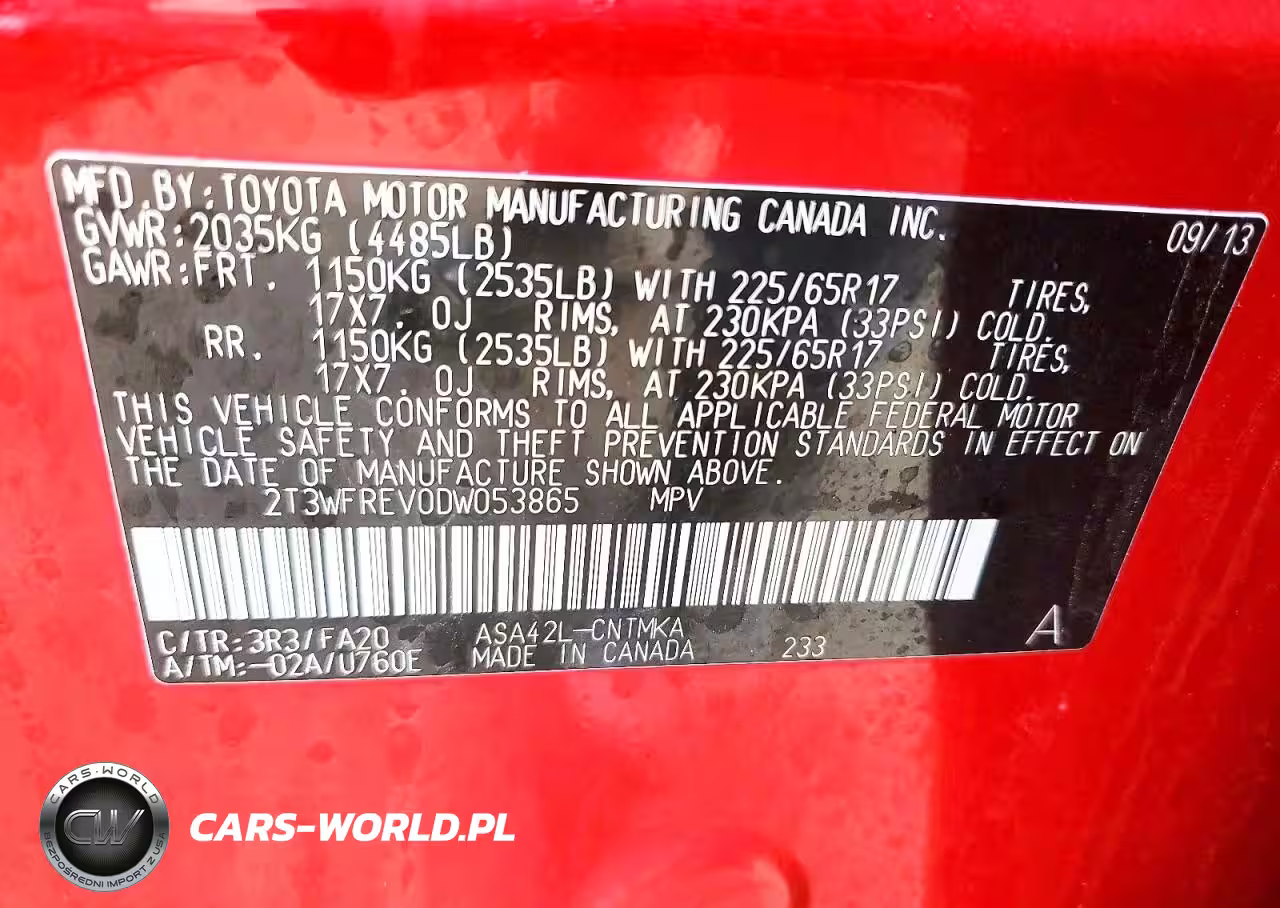 MFD.BY:TOYOTA MOTOR MANUFACTURING CANADA INC. 09/13
GVWR:2035KG (4485LB)
GAWR:FRT. 1150KG (2535LB) WITH 225/65R17 TIRES,
17X7.0J RIMS, AT 230KPA (33PSI) COLD.
RR. 1150KG (2535LB) WITH 225/65R17 TIRES,
17X7.0J RIMS, AT 230KPA (33PSI) COLD.
THIS VEHICLE CONFORMS TO ALL APPLICABLE FEDERAL MOTOR
VEHICLE SAFETY AND THEFT PREVENTION STANDARDS IN EFFECT ON
THE DATE OF MANUFACTURE SHOWN ABOVE.
2T3WFREV0DW053865 MPV
C/TR:3R3/FA20 ASA42L-CNTMKA A
A/TM:-02A/U760E MADE IN CANADA 233
CARS-WORLD
CW
BEZPOŚREDNI IMPORT Z USA
CARS-WORLD.PL